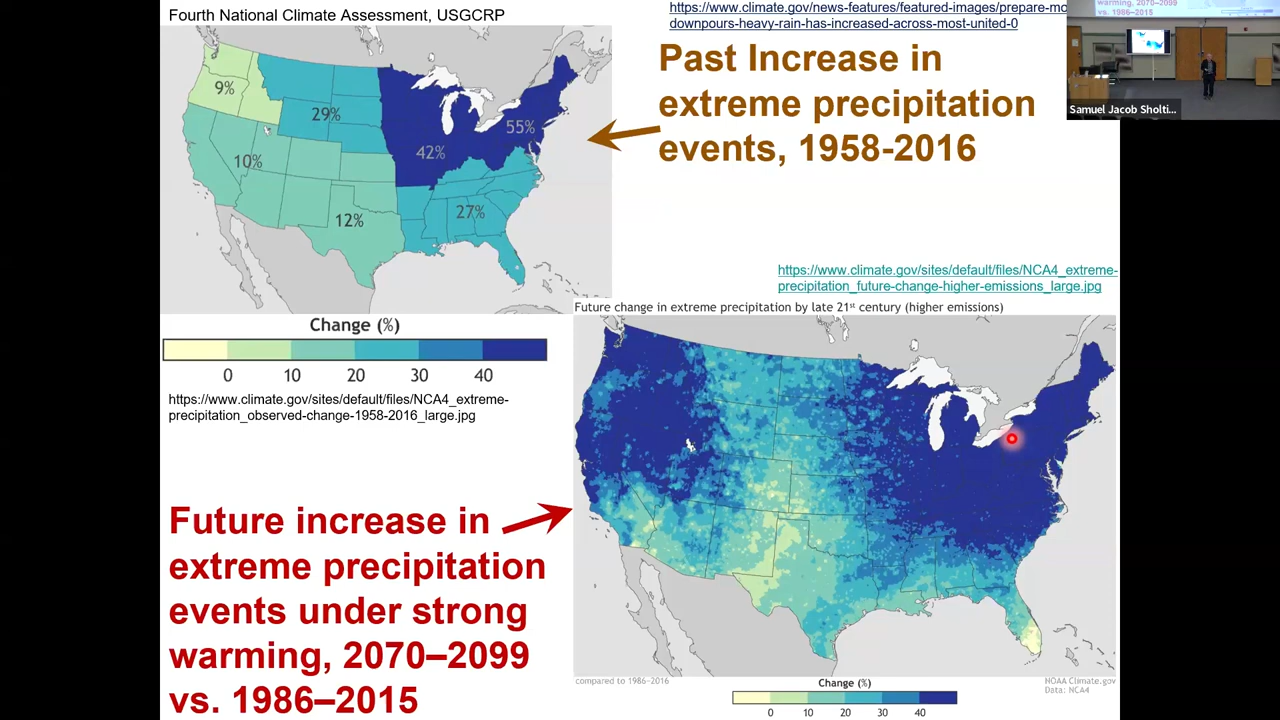 Fourth National Climate Assessment, USGCRP
https://www.climate.gov/news-features/featured-images/prepare-mo
downpours-heavy-rain-has-increased-across-most-united-0
warming, 2070–2099
vs. 1986–2015
Samuel Jacob Sholti...
Past Increase in
extreme precipitation
events, 1958-2016
9%
29%
55%
42%
10%
12%
27%
Change (%)
0 10 20 30 40
https://www.climate.gov/sites/default/files/NCA4_extreme-
precipitation_observed-change-1958-2016_large.jpg
https://www.climate.gov/sites/default/files/NCA4_extreme-
precipitation_future-change-higher-emissions_large.jpg
Future change in extreme precipitation by late 21st century (higher emissions)
Future increase in
extreme precipitation
events under strong
warming, 2070–2099
vs. 1986–2015
compared to 1986–2016
NOAA Climate.gov
Data: NCA4
Change (%)
0 10 20 30 40